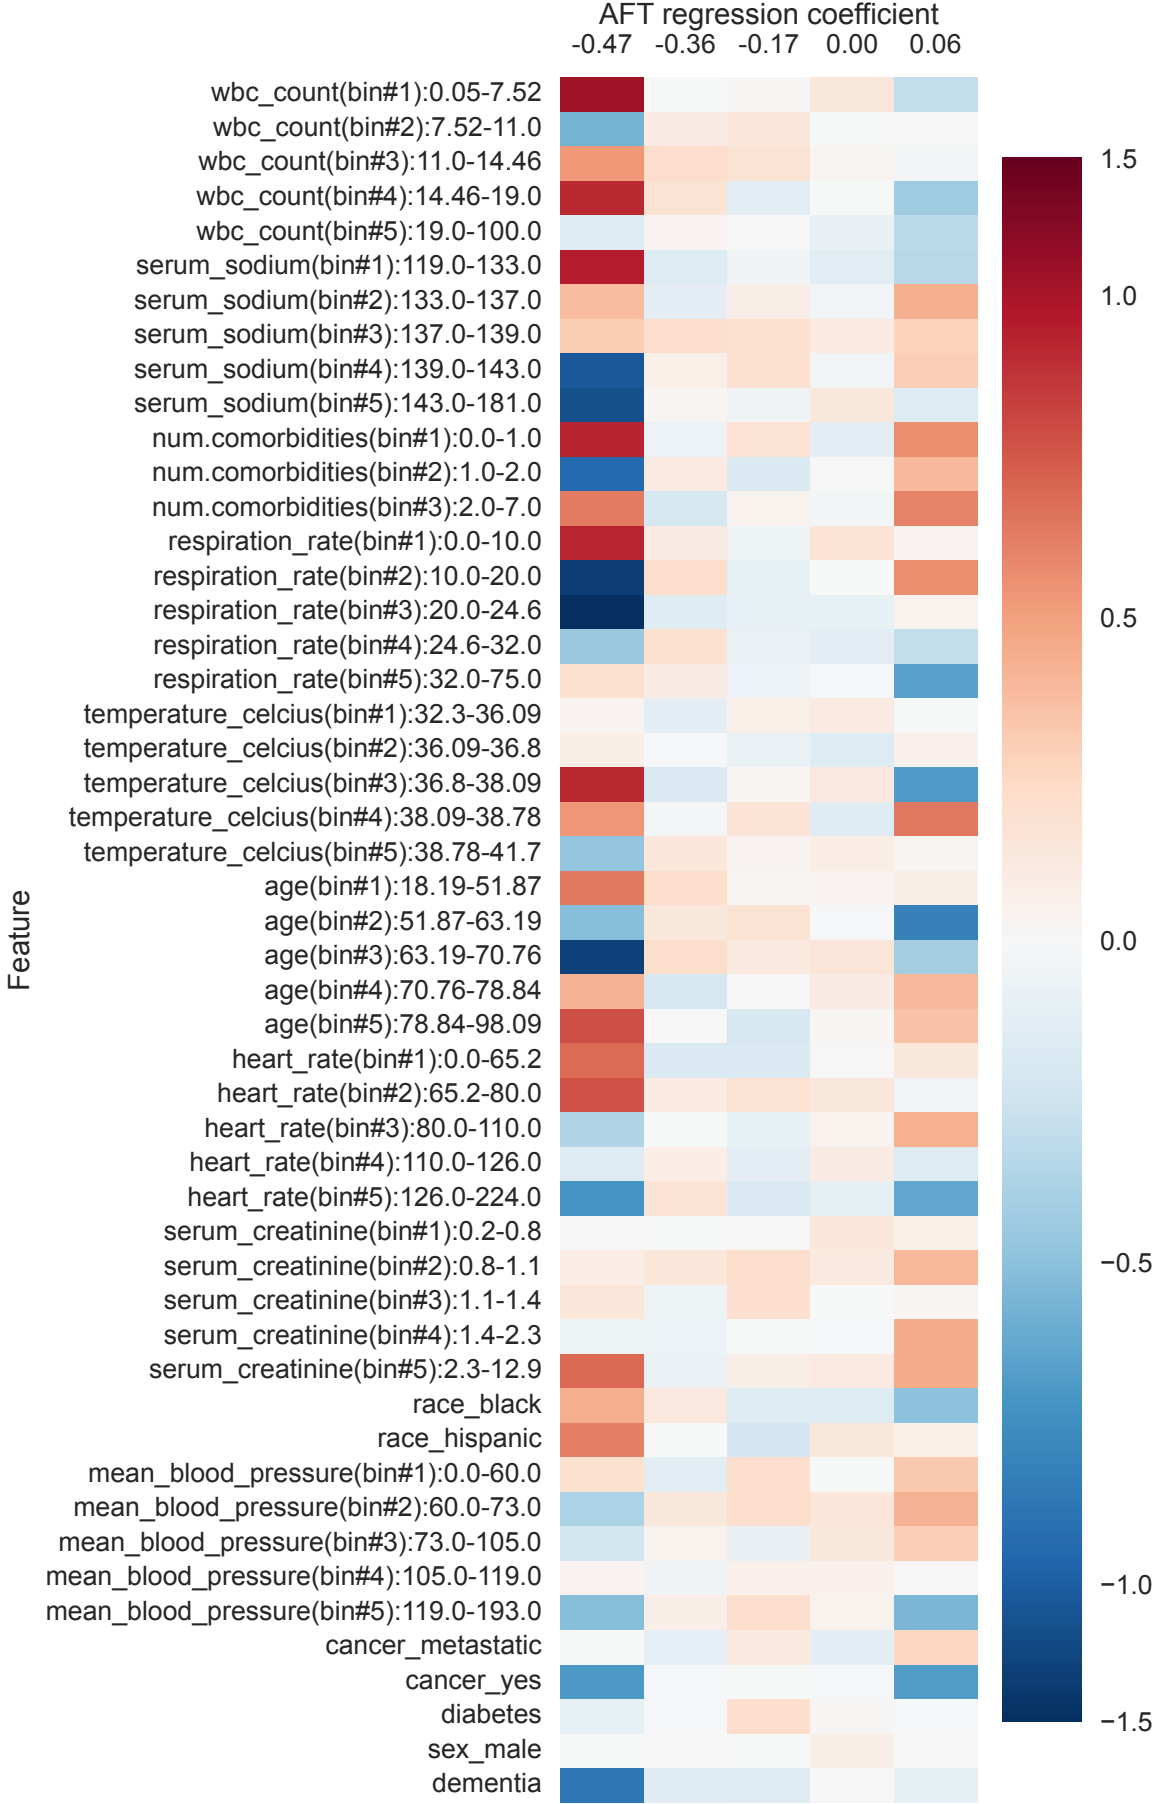 AFT regression coefficient
-0.47 -0.36 -0.17 0.00 0.06
wbc_count(bin#1):0.05-7.52
wbc_count(bin#2):7.52-11.0
wbc_count(bin#3):11.0-14.46
wbc_count(bin#4):14.46-19.0
wbc_count(bin#5):19.0-100.0
serum_sodium(bin#1):119.0-133.0
serum_sodium(bin#2):133.0-137.0
serum_sodium(bin#3):137.0-139.0
serum_sodium(bin#4):139.0-143.0
serum_sodium(bin#5):143.0-181.0
num.comorbidities(bin#1):0.0-1.0
num.comorbidities(bin#2):1.0-2.0
num.comorbidities(bin#3):2.0-7.0
respiration_rate(bin#1):0.0-10.0
respiration_rate(bin#2):10.0-20.0
respiration_rate(bin#3):20.0-24.6
respiration_rate(bin#4):24.6-32.0
respiration_rate(bin#5):32.0-75.0
temperature_celcius(bin#1):32.3-36.09
temperature_celcius(bin#2):36.09-36.8
temperature_celcius(bin#3):36.8-38.09
temperature_celcius(bin#4):38.09-38.78
temperature_celcius(bin#5):38.78-41.7
age(bin#1):18.19-51.87
age(bin#2):51.87-63.19
age(bin#3):63.19-70.76
age(bin#4):70.76-78.84
age(bin#5):78.84-98.09
heart_rate(bin#1):0.0-65.2
heart_rate(bin#2):65.2-80.0
heart_rate(bin#3):80.0-110.0
heart_rate(bin#4):110.0-126.0
heart_rate(bin#5):126.0-224.0
serum_creatinine(bin#1):0.2-0.8
serum_creatinine(bin#2):0.8-1.1
serum_creatinine(bin#3):1.1-1.4
serum_creatinine(bin#4):1.4-2.3
serum_creatinine(bin#5):2.3-12.9
race_black
race_hispanic
mean_blood_pressure(bin#1):0.0-60.0
mean_blood_pressure(bin#2):60.0-73.0
mean_blood_pressure(bin#3):73.0-105.0
mean_blood_pressure(bin#4):105.0-119.0
mean_blood_pressure(bin#5):119.0-193.0
cancer_metastatic
cancer_yes
diabetes
sex_male
dementia
Feature
1.5
1.0
0.5
0.0
−0.5
−1.0
−1.5